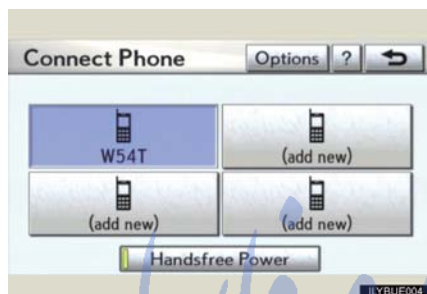 Connect Phone Options ?
W54T (add new)
(add new) (add new)
Handsfree Power
ILYBUE004